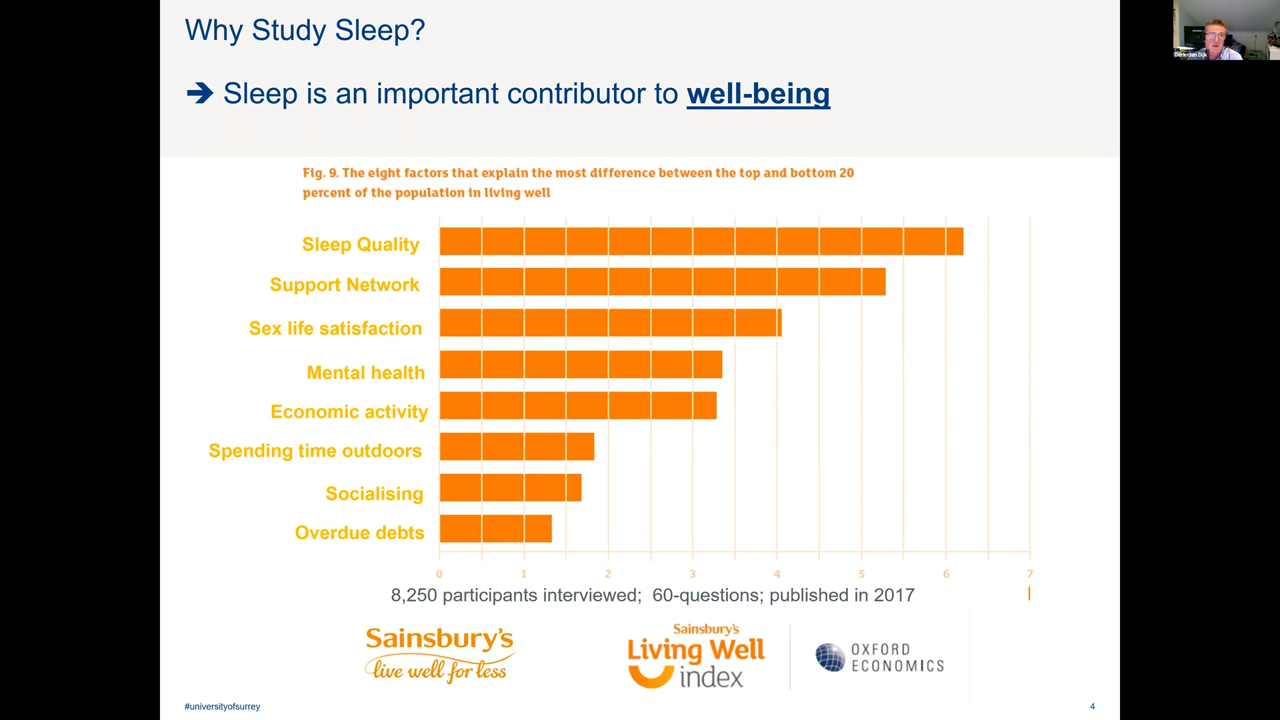 Why Study Sleep?
➔ Sleep is an important contributor to well-being
Derk-Jan Dijk
Fig. 9. The eight factors that explain the most difference between the top and bottom 20
percent of the population in living well
Sleep Quality
Support Network
Sex life satisfaction
Mental health
Economic activity
Spending time outdoors
Socialising
Overdue debts
0 1 2 3 4 5 6 7
8,250 participants interviewed; 60-questions; published in 2017
Sainsbury's
live well for less
Sainsbury's
Living Well
index
OXFORD
ECONOMICS
#universityofsurrey
4